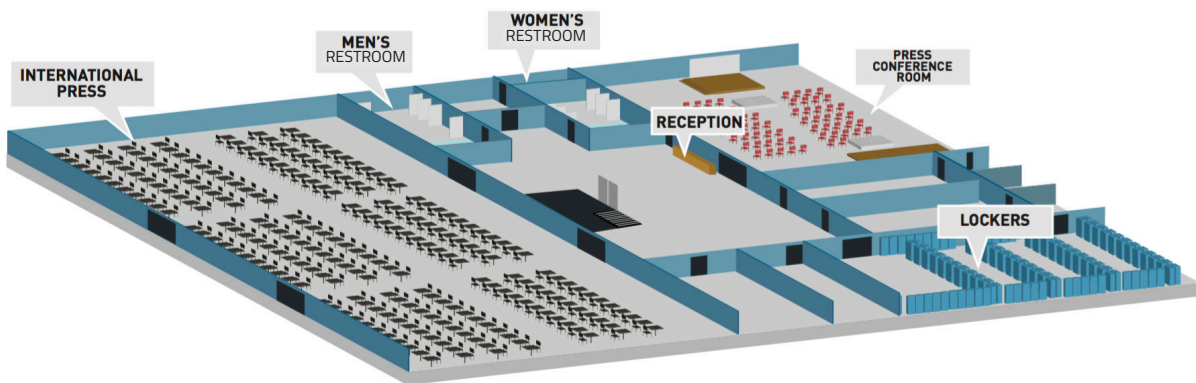 WOMEN'S
RESTROOM
MEN'S
RESTROOM
INTERNATIONAL
PRESS
PRESS
CONFERENCE
ROOM
RECEPTION
LOCKERS